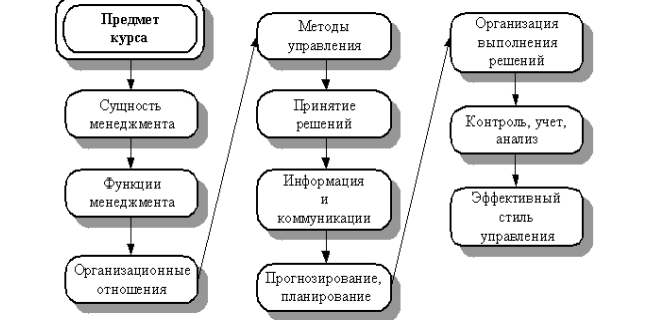 Предмет
курса
Сущность
менеджмента
Функции
менеджмента
Организационные
отношения
Методы
управления
Принятие
решений
Информация
и
коммуникации
Прогнозирование,
планирование
Организация
выполнения
решений
Контроль, учет,
анализ
Эффективный
стиль
управления